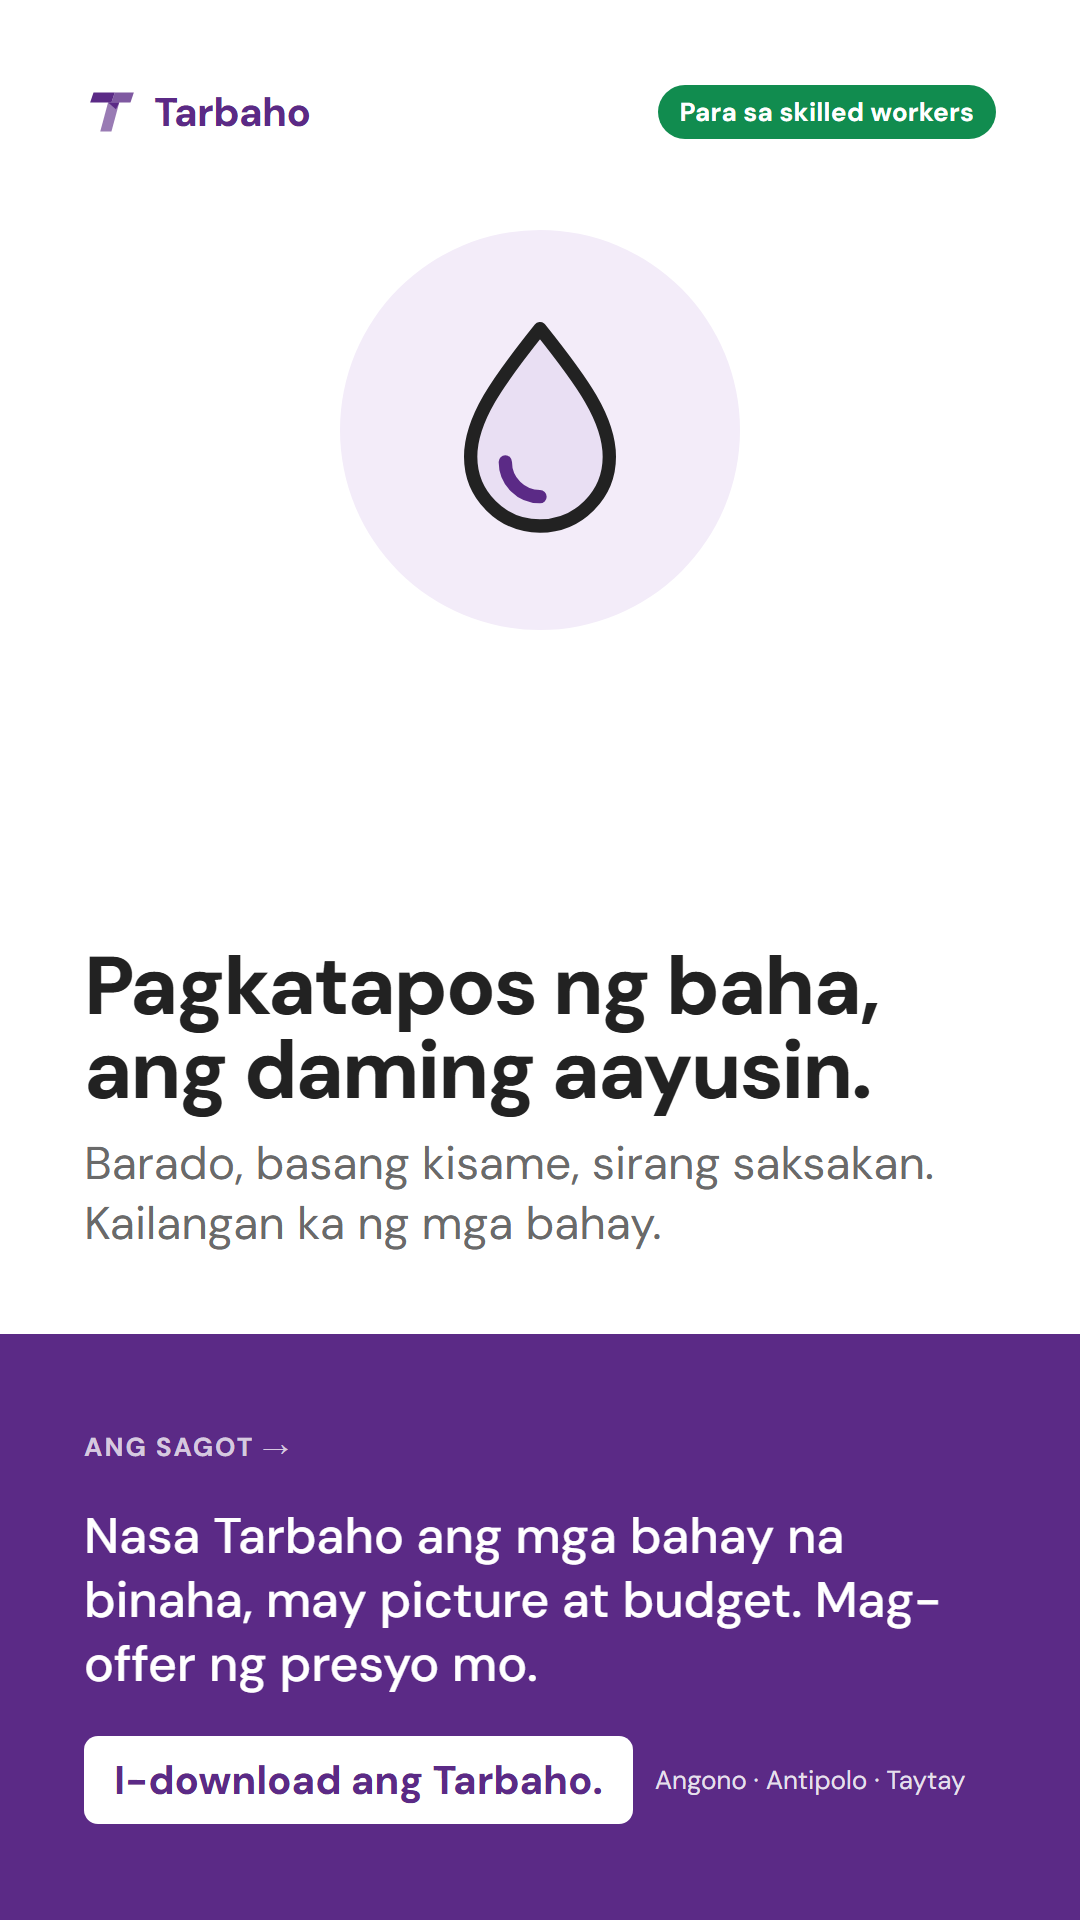 Tarbaho
Para sa skilled workers
Pagkatapos ng baha,
ang daming aayusin.
Barado, basang kisame, sirang saksakan.
Kailangan ka ng mga bahay.
ANG SAGOT →
Nasa Tarbaho ang mga bahay na
binaha, may picture at budget. Mag-
offer ng presyo mo.
I-download ang Tarbaho.
Angono · Antipolo · Taytay